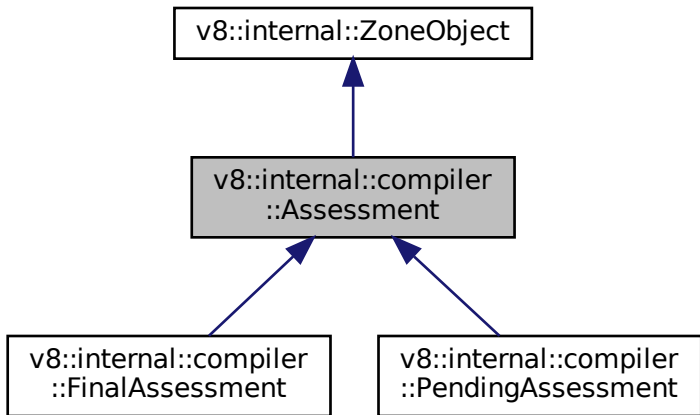 v8::internal::ZoneObject
v8::internal::compiler
::Assessment
v8::internal::compiler
::FinalAssessment
v8::internal::compiler
::PendingAssessment